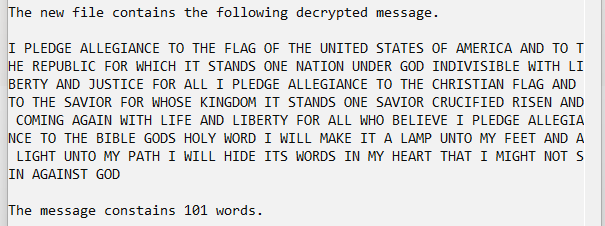 The new file contains the following decrypted message.
I PLEDGE ALLEGIANCE TO THE FLAG OF THE UNITED STATES OF AMERICA AND TO T
HE REPUBLIC FOR WHICH IT STANDS ONE NATION UNDER GOD INDIVISIBLE WITH LI
BERTY AND JUSTICE FOR ALL I PLEDGE ALLEGIANCE TO THE CHRISTIAN FLAG AND
TO THE SAVIOR FOR WHOSE KINGDOM IT STANDS ONE SAVIOR CRUCIFIED RISEN AND
 COMING AGAIN WITH LIFE AND LIBERTY FOR ALL WHO BELIEVE I PLEDGE ALLEGIA
NCE TO THE BIBLE GODS HOLY WORD I WILL MAKE IT A LAMP UNTO MY FEET AND A
 LIGHT UNTO MY PATH I WILL HIDE ITS WORDS IN MY HEART THAT I MIGHT NOT S
IN AGAINST GOD
The message constains 101 words.